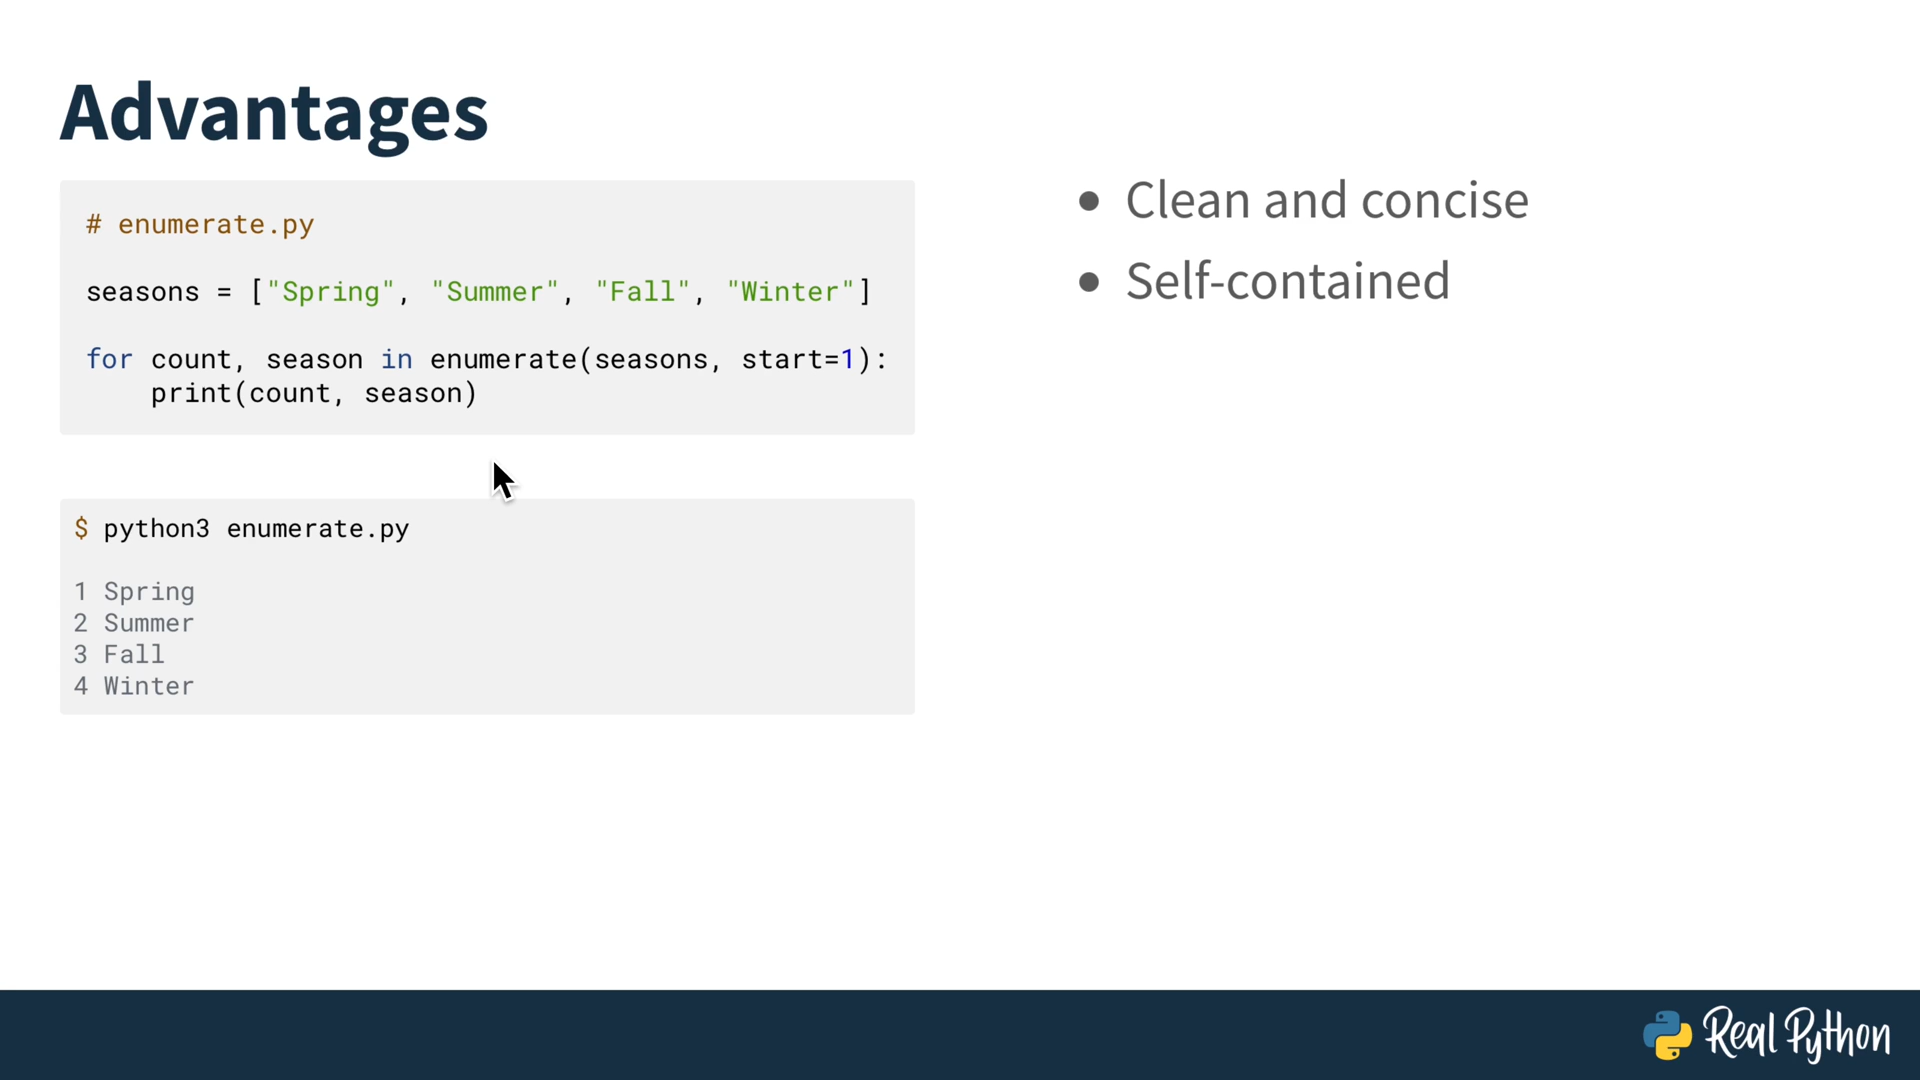 Advantages
# enumerate.py
seasons = ["Spring", "Summer", "Fall", "Winter"]
for count, season in enumerate(seasons, start=1):
    print(count, season)
$ python3 enumerate.py
1 Spring
2 Summer
3 Fall
4 Winter
• Clean and concise
• Self-contained
Real Python